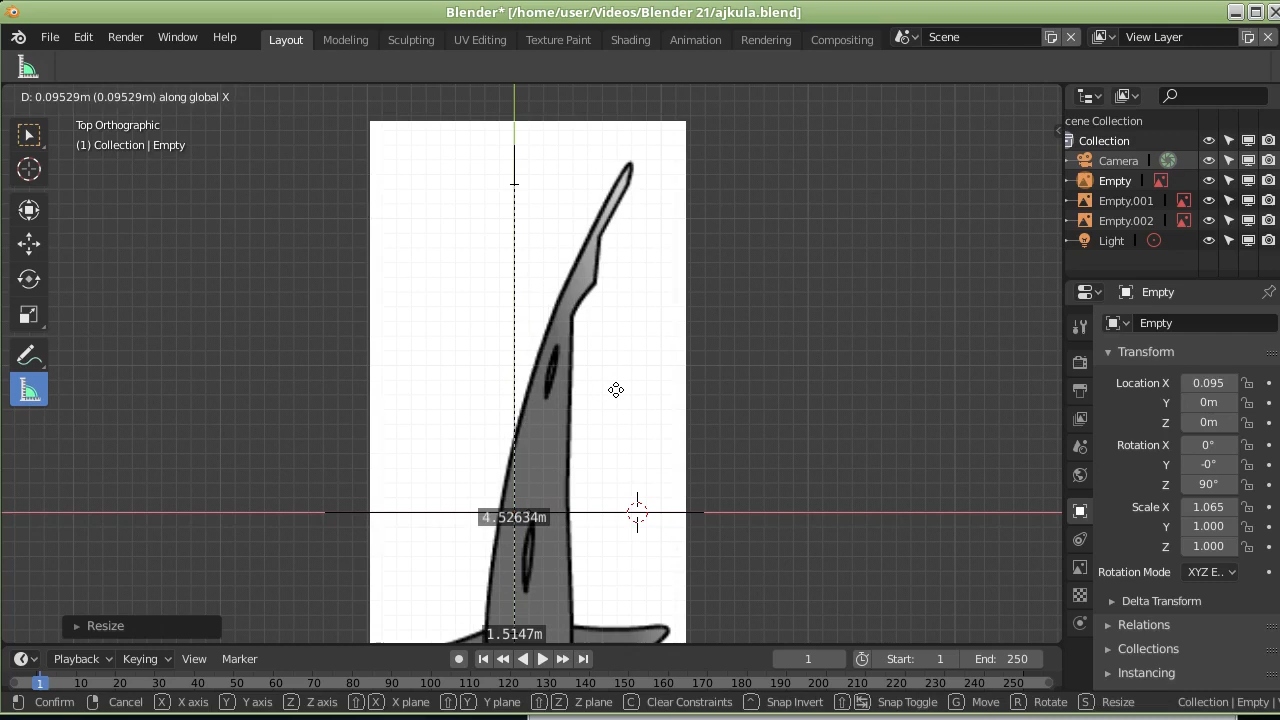 Blender* [/home/user/Videos/Blender 21/ajkula.blend]
File Edit Render Window Help Layout Modeling Sculpting UV Editing Texture Paint Shading Animation Rendering Compositing Scene View Layer
D: 0.09529m (0.09529m) along global X
Top Orthographic
(1) Collection | Empty
cene Collection
Collection
Camera
Empty
Empty.001
Empty.002
Light
Empty
Empty
Transform
Location X 0.095
Y 0m
Z 0m
Rotation X 0°
Y -0°
Z 90°
Scale X 1.065
Y 1.000
Z 1.000
Rotation Mode XYZ E..
Delta Transform
Relations
Collections
Instancing
4.52634m
1.5147m
Resize
Playback Keying View Marker 1 Start: 1 End: 250
1 10 20 30 40 50 60 70 80 90 100 110 120 130 140 150 160 170 180 190 200 210 220 230 240 250
Confirm Cancel X X axis Y Y axis Z Z axis X X plane Y Y plane Z Z plane C Clear Constraints Snap Invert Snap Toggle G Move R Rotate S Resize Collection | Empty |